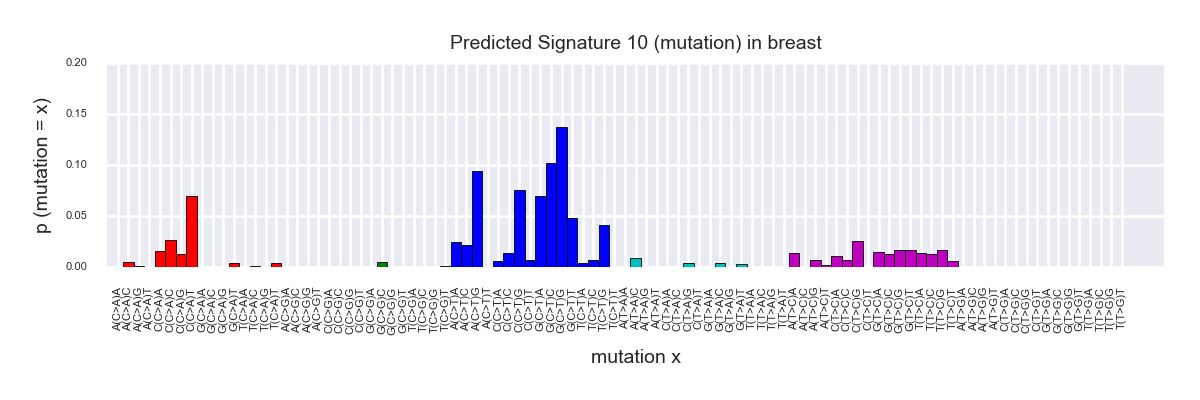 Predicted Signature 10 (mutation) in breast
p (mutation = x)
0.20
0.15
0.10
0.05
0.00
A(C>A)A
A(C>A)C
A(C>A)G
A(C>A)T
C(C>A)A
C(C>A)C
C(C>A)G
C(C>A)T
G(C>A)A
G(C>A)C
G(C>A)G
G(C>A)T
T(C>A)A
T(C>A)C
T(C>A)G
T(C>A)T
A(C>G)A
A(C>G)C
A(C>G)G
A(C>G)T
C(C>G)A
C(C>G)C
C(C>G)G
C(C>G)T
G(C>G)A
G(C>G)C
G(C>G)G
G(C>G)T
T(C>G)A
T(C>G)C
T(C>G)G
T(C>G)T
A(C>T)A
A(C>T)C
A(C>T)G
A(C>T)T
C(C>T)A
C(C>T)C
C(C>T)G
C(C>T)T
G(C>T)A
G(C>T)C
G(C>T)G
G(C>T)T
T(C>T)A
T(C>T)C
T(C>T)G
T(C>T)T
A(T>A)A
A(T>A)C
A(T>A)G
A(T>A)T
C(T>A)A
C(T>A)C
C(T>A)G
C(T>A)T
G(T>A)A
G(T>A)C
G(T>A)G
G(T>A)T
T(T>A)A
T(T>A)C
T(T>A)G
T(T>A)T
A(T>C)A
A(T>C)C
A(T>C)G
A(T>C)T
C(T>C)A
C(T>C)C
C(T>C)G
C(T>C)T
G(T>C)A
G(T>C)C
G(T>C)G
G(T>C)T
T(T>C)A
T(T>C)C
T(T>C)G
T(T>C)T
A(T>G)A
A(T>G)C
A(T>G)G
A(T>G)T
C(T>G)A
C(T>G)C
C(T>G)G
C(T>G)T
G(T>G)A
G(T>G)C
G(T>G)G
G(T>G)T
T(T>G)A
T(T>G)C
T(T>G)G
T(T>G)T
mutation x